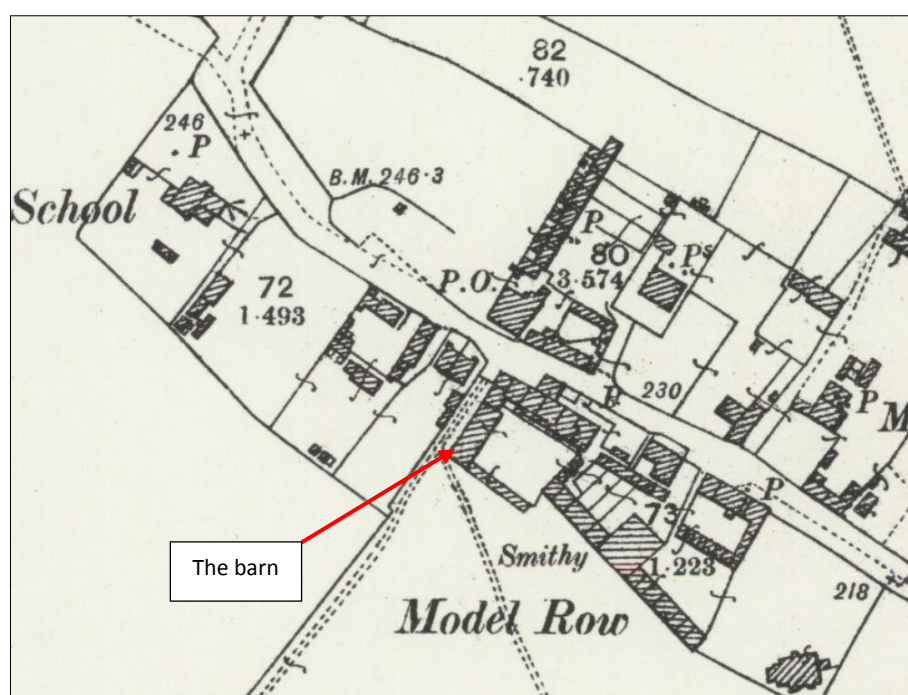 82
·740
246
P
B.M. 246·3
School
P
80
3·574
Pˢ
P.O.
72
1·493
P
230
P
M
P
73
The barn
Smithy
1·223
218
Model Row